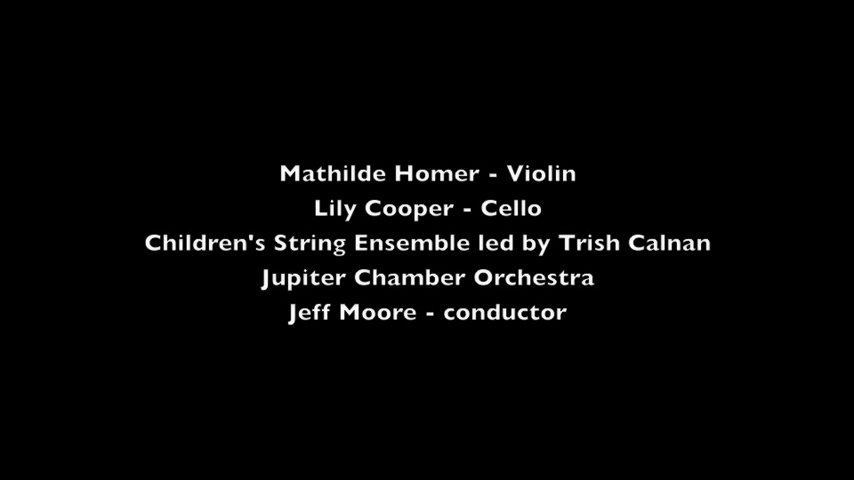 Mathilde Homer - Violin
Lily Cooper - Cello
Children's String Ensemble led by Trish Calnan
Jupiter Chamber Orchestra
Jeff Moore - conductor